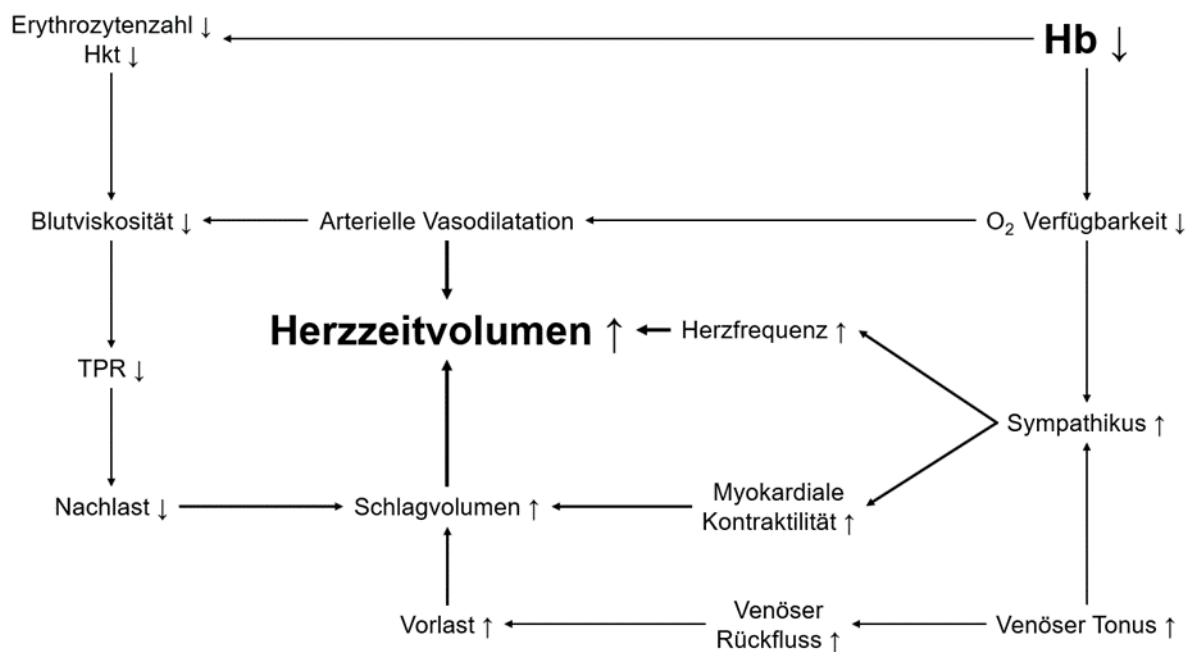 Erythrozytenzahl ↓
Hkt ↓
Hb ↓
Blutviskosität ↓
Arterielle Vasodilatation
O₂ Verfügbarkeit ↓
Herzzeitvolumen ↑
Herzfrequenz ↑
TPR ↓
Sympathikus ↑
Nachlast ↓
Schlagvolumen ↑
Myokardiale
Kontraktilität ↑
Vorlast ↑
Venöser
Rückfluss ↑
Venöser Tonus ↑